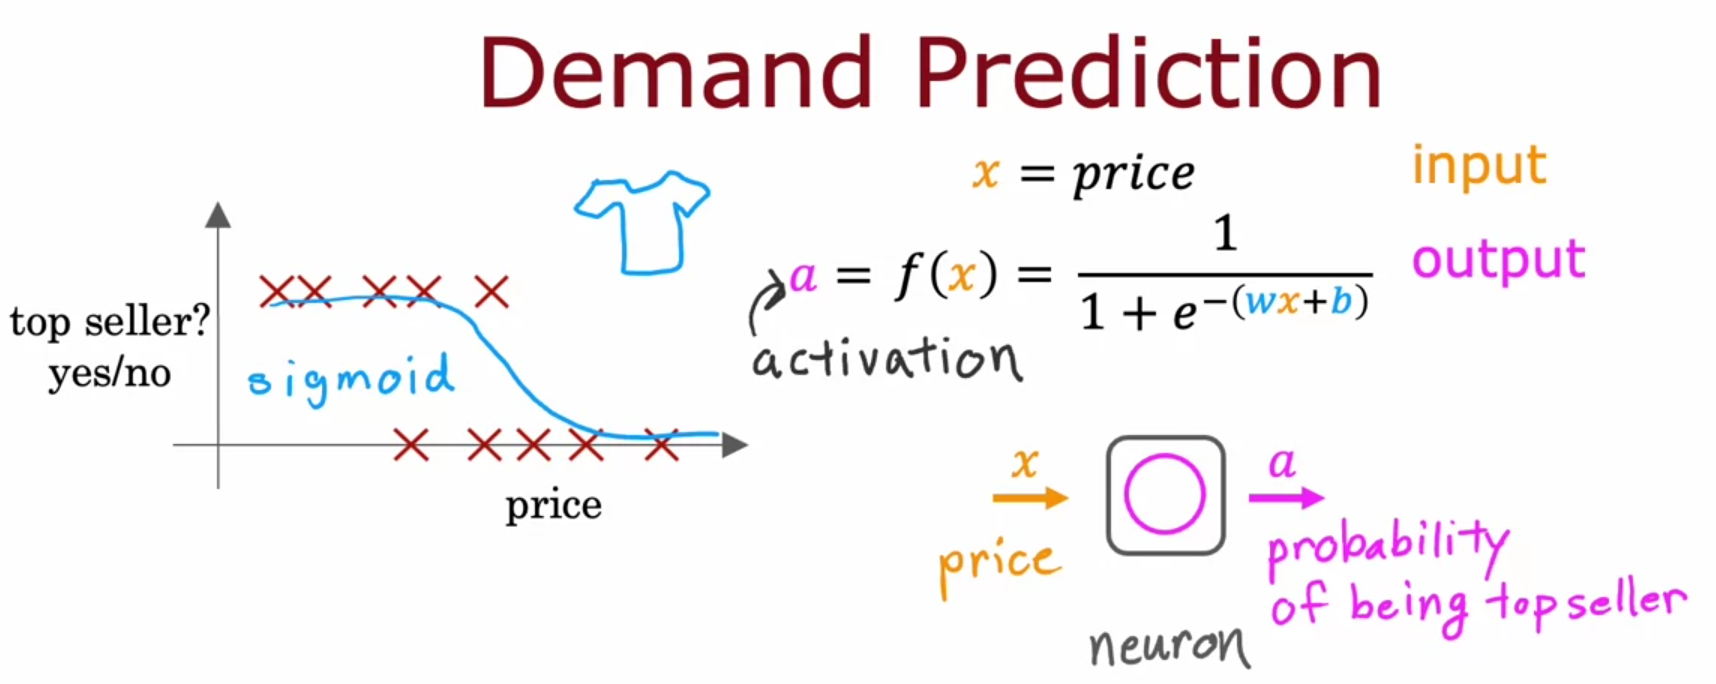 Demand Prediction
x = price
input
a = f(x) = 1 / (1 + e^−(wx+b))
output
activation
top seller?
yes/no
sigmoid
price
x
price
a
probability
of being top seller
neuron